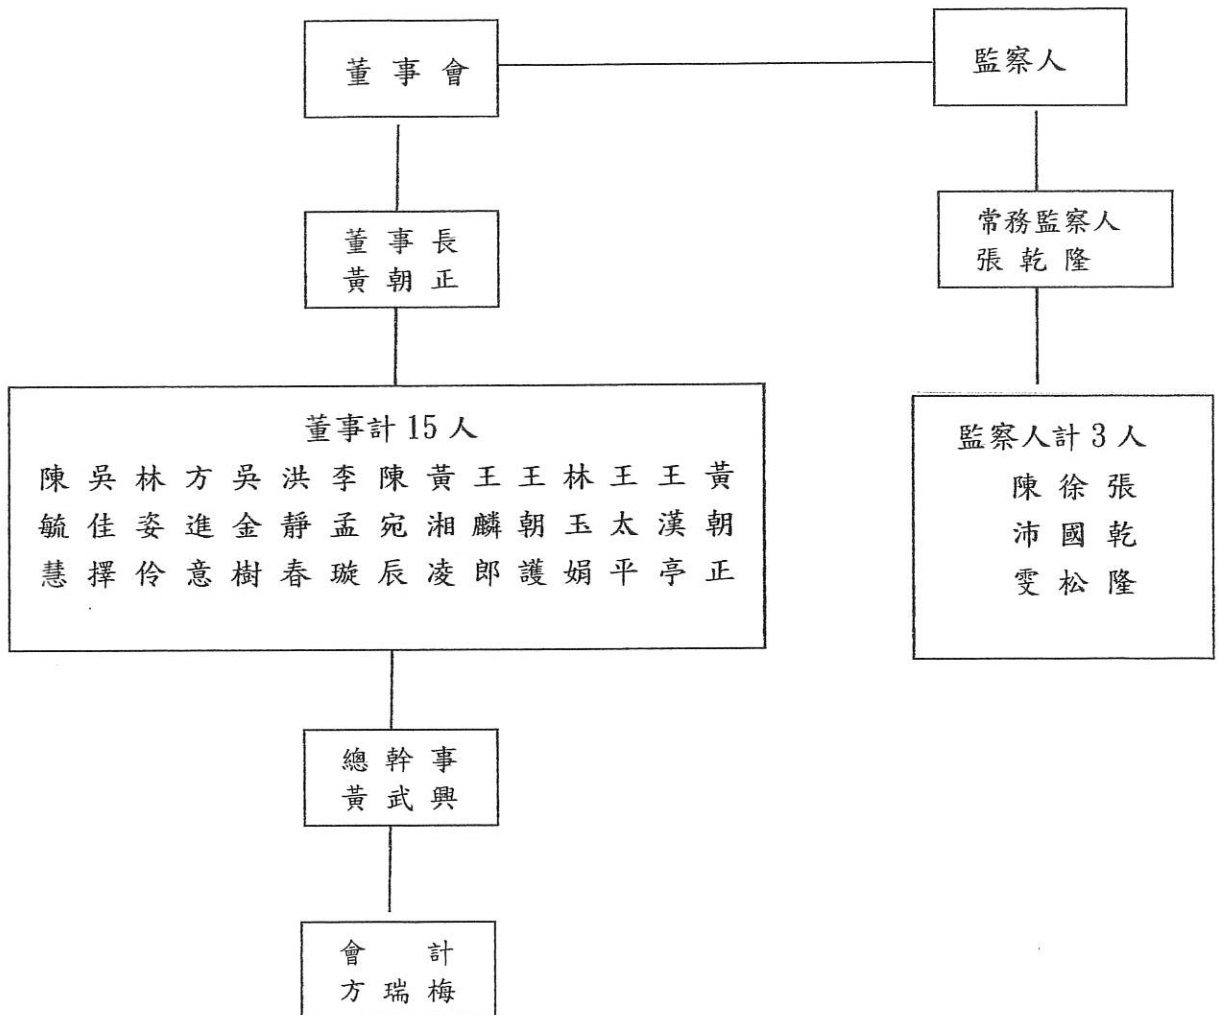 董事會
監察人
董事長
黃朝正
常務監察人
張乾隆
董事計 15 人
黃朝正
王漢亭
王太平
林玉娟
王朝護
王麟郎
黃湘凌
陳宛辰
李孟璇
洪靜春
吳金樹
方進意
林姿伶
吳佳擇
陳毓慧
監察人計 3 人
張乾隆
徐國松
陳沛雯
總幹事
黃武興
會計
方瑞梅